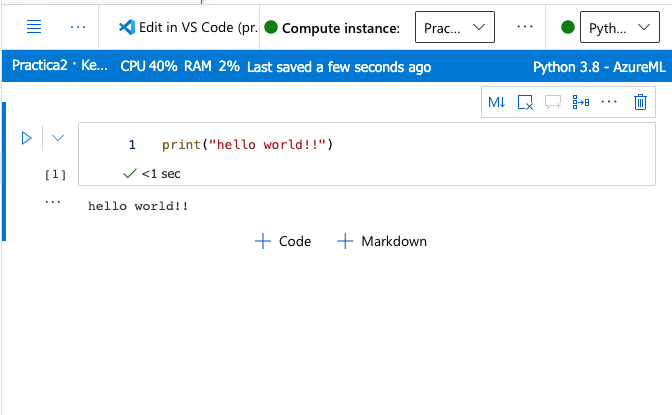 ··· Edit in VS Code (pr. Compute instance: Prac... ··· Pyth...
Practica2 · Ke... CPU 40% RAM 2% Last saved a few seconds ago Python 3.8 - AzureML
M↓ ···
1 print("hello world!!")
[1] <1 sec
··· hello world!!
+ Code + Markdown